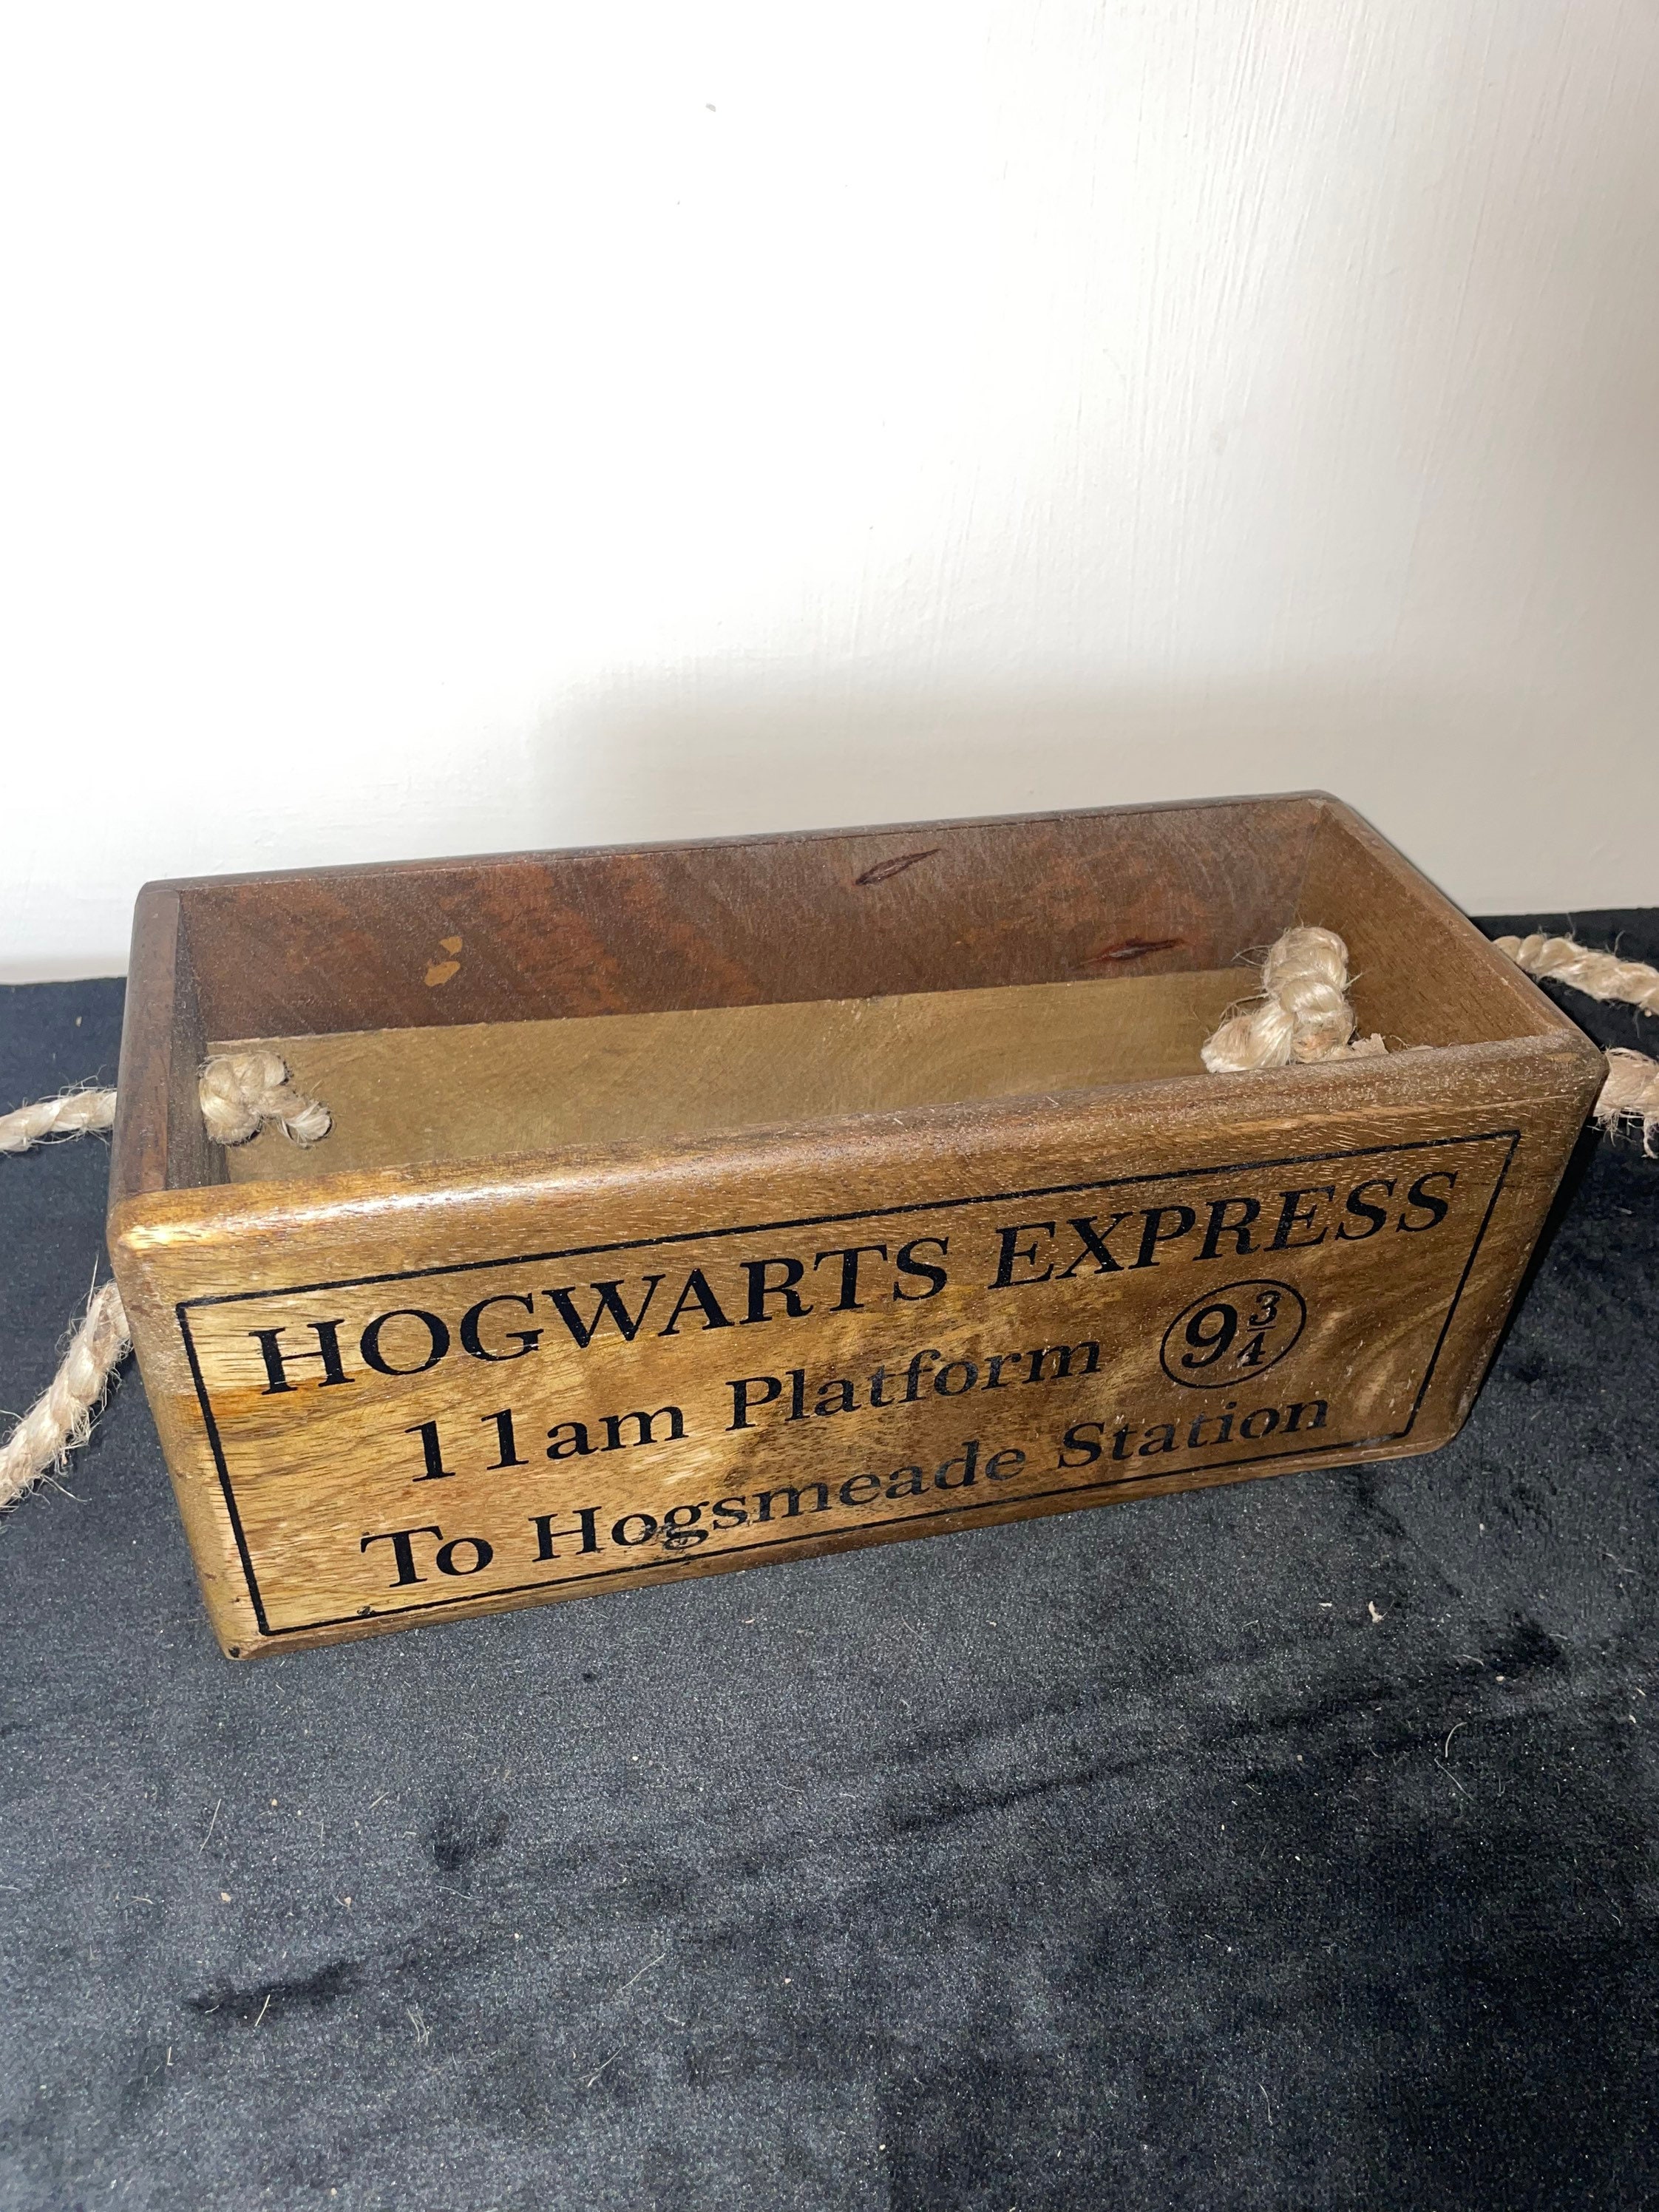 HOGWARTS EXPRESS
11am Platform 9¾
To Hogsmeade Station